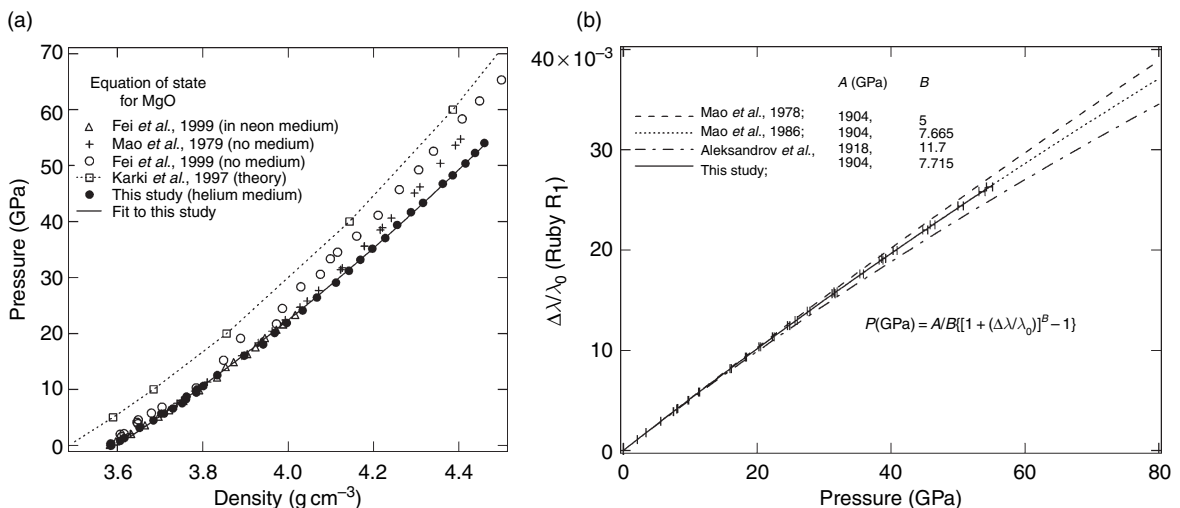 (a)
70
60
50
40
30
20
10
0
Pressure (GPa)
Equation of state
for MgO
Fei et al., 1999 (in neon medium)
Mao et al., 1979 (no medium)
Fei et al., 1999 (no medium)
Karki et al., 1997 (theory)
This study (helium medium)
Fit to this study
3.6 3.8 4.0 4.2 4.4
Density (g cm⁻³)
(b)
40×10⁻³
30
20
10
0
Δλ/λ₀ (Ruby R₁)
A (GPa) B
Mao et al., 1978; 1904, 5
Mao et al., 1986; 1904, 7.665
Aleksandrov et al., 1918, 11.7
This study; 1904, 7.715
P(GPa) = A/B{[1 + (Δλ/λ₀)]ᴮ – 1}
0 20 40 60 80
Pressure (GPa)